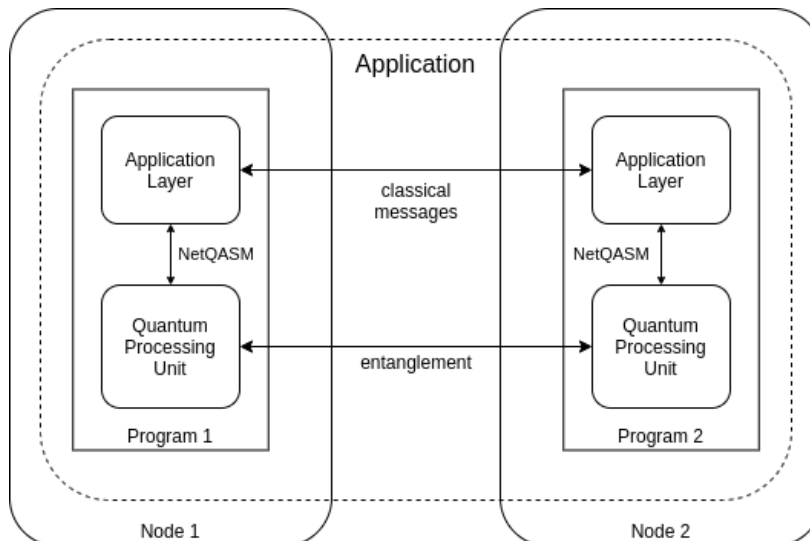 Application
Application
Layer
Application
Layer
classical
messages
NetQASM
NetQASM
Quantum
Processing
Unit
Quantum
Processing
Unit
entanglement
Program 1
Program 2
Node 1
Node 2